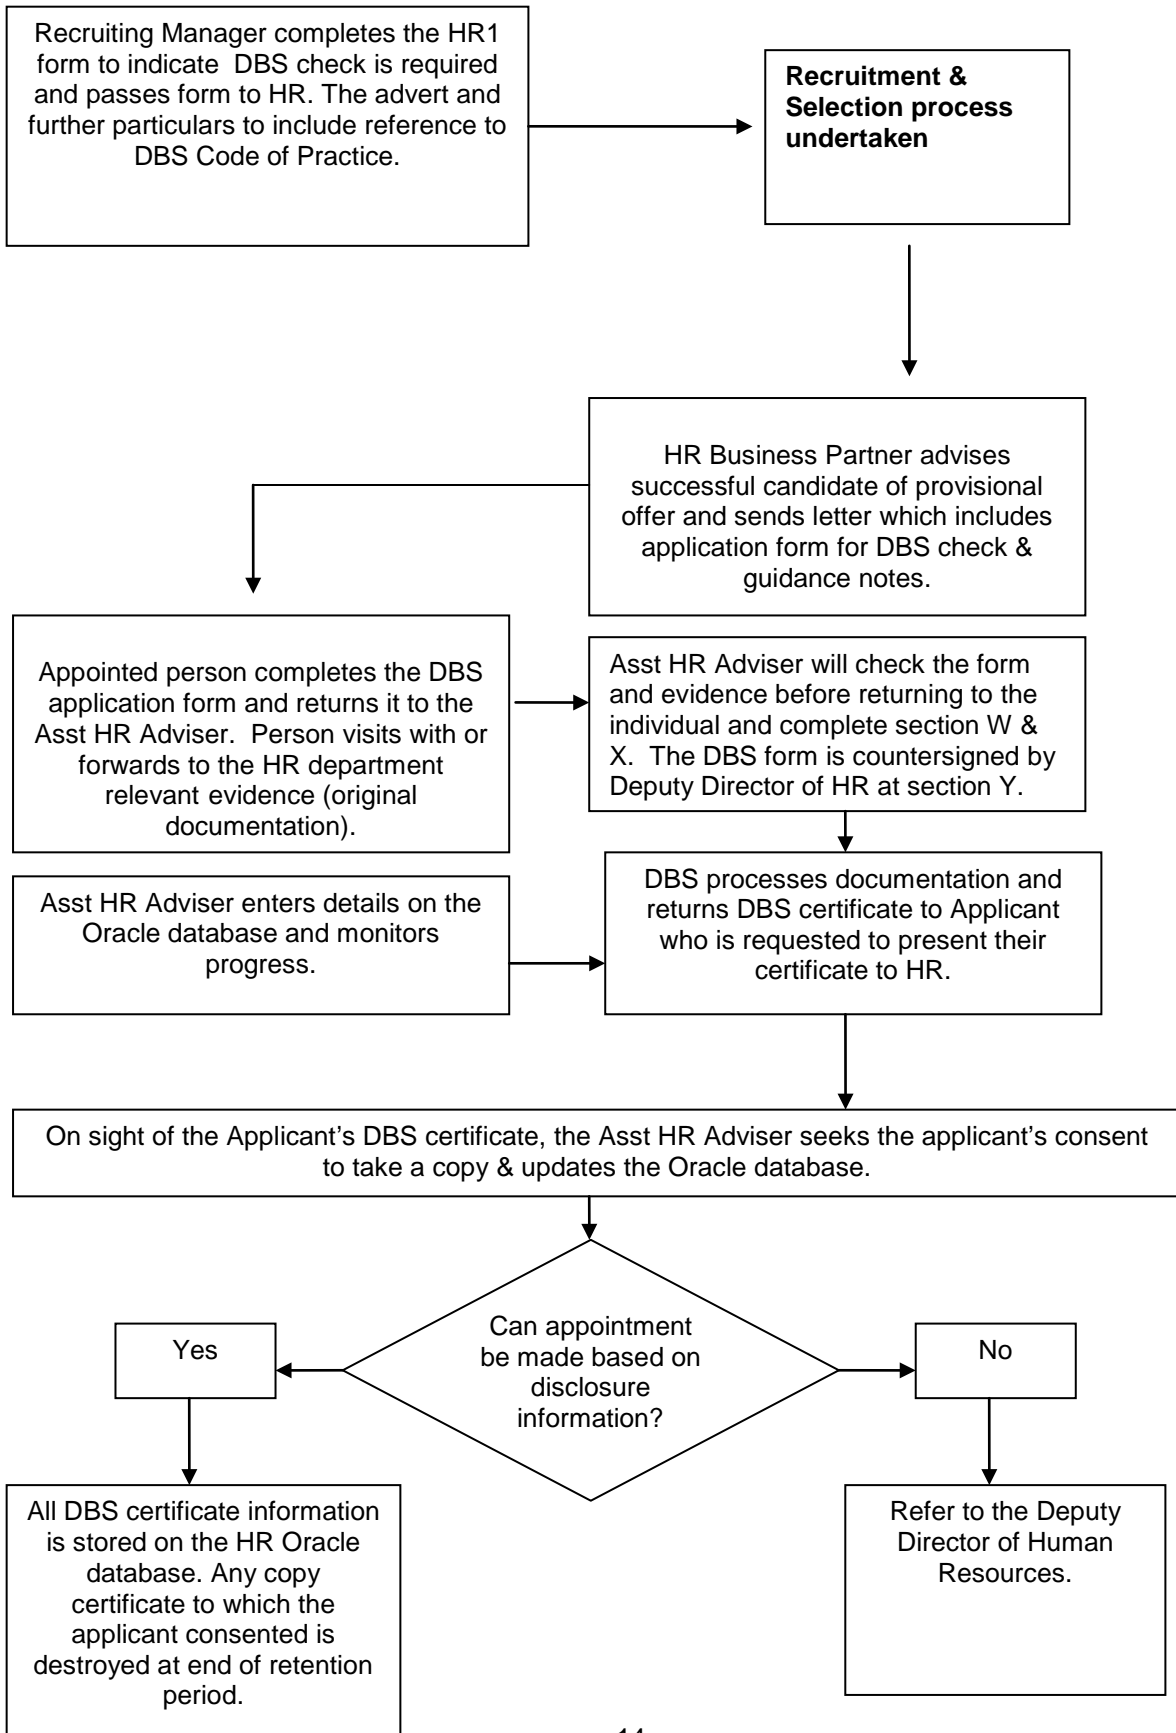 Recruiting Manager completes the HR1
form to indicate  DBS check is required
and passes form to HR. The advert and
further particulars to include reference to
DBS Code of Practice.
Recruitment &
Selection process
undertaken
HR Business Partner advises
successful candidate of provisional
offer and sends letter which includes
application form for DBS check &
guidance notes.
Appointed person completes the DBS
application form and returns it to the
Asst HR Adviser.  Person visits with or
forwards to the HR department
relevant evidence (original
documentation).
Asst HR Adviser will check the form
and evidence before returning to the
individual and complete section W &
X.  The DBS form is countersigned by
Deputy Director of HR at section Y.
Asst HR Adviser enters details on the
Oracle database and monitors
progress.
DBS processes documentation and
returns DBS certificate to Applicant
who is requested to present their
certificate to HR.
On sight of the Applicant’s DBS certificate, the Asst HR Adviser seeks the applicant’s consent
to take a copy & updates the Oracle database.
Can appointment
be made based on
disclosure
information?
Yes
No
All DBS certificate information
is stored on the HR Oracle
database. Any copy
certificate to which the
applicant consented is
destroyed at end of retention
period.
Refer to the Deputy
Director of Human
Resources.